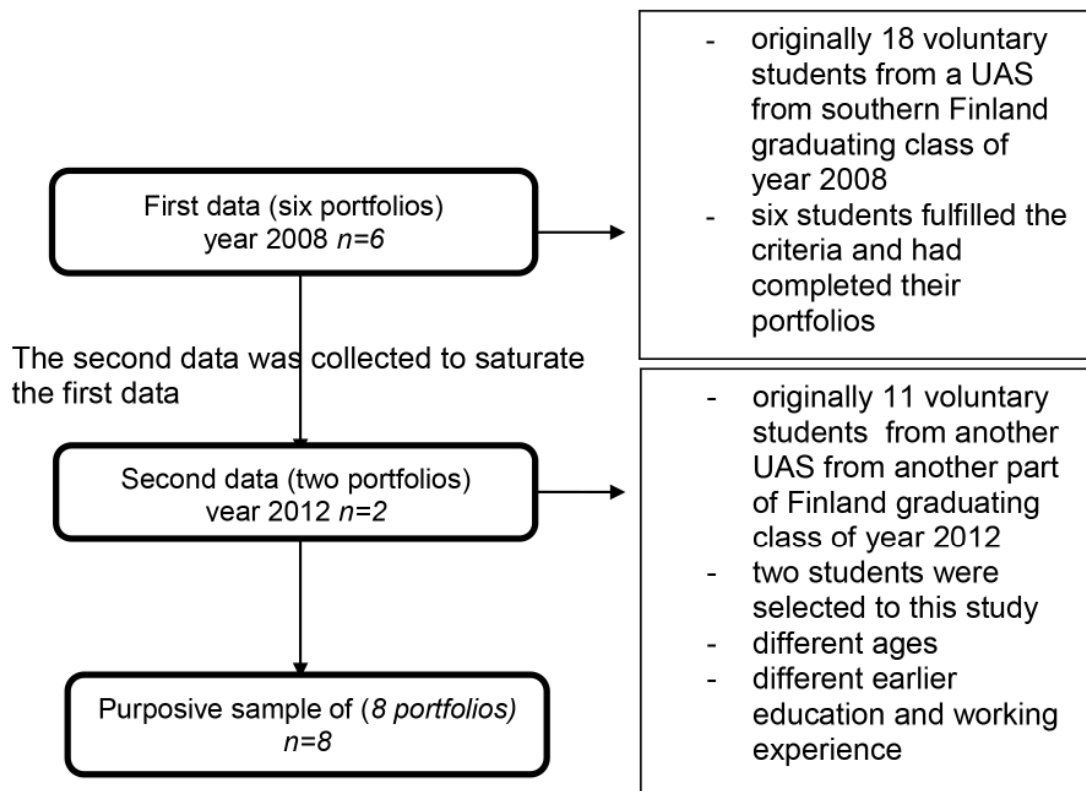 First data (six portfolios)
year 2008 n=6
- originally 18 voluntary
students from a UAS
from southern Finland
graduating class of
year 2008
- six students fulfilled the
criteria and had
completed their
portfolios
The second data was collected to saturate
the first data
Second data (two portfolios)
year 2012 n=2
- originally 11 voluntary
students from another
UAS from another part
of Finland graduating
class of year 2012
- two students were
selected to this study
- different ages
- different earlier
education and working
experience
Purposive sample of (8 portfolios)
n=8